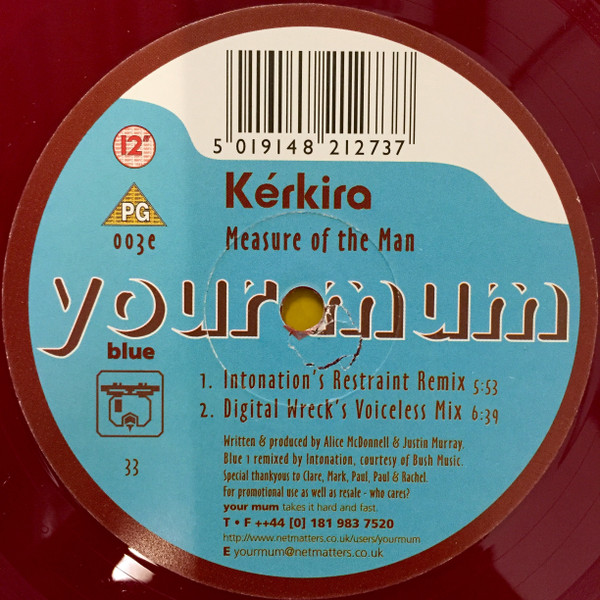 5 019148 212737
12"
PG
003e
Kérkira
Measure of the Man
your mum
blue
1. Intonation's Restraint Remix 5:53
2. Digital Wreck's Voiceless Mix 6:39
33
Written & produced by Alice McDonnell & Justin Murray.
Blue 1 remixed by Intonation, courtesy of Bush Music.
Special thankyous to Clare, Mark, Paul, Paul & Rachel.
For promotional use as well as resale - who cares?
your mum takes it hard and fast.
T • F ++44 [0] 181 983 7520
http://www.netmatters.co.uk/users/yourmum
E yourmum@netmatters.co.uk